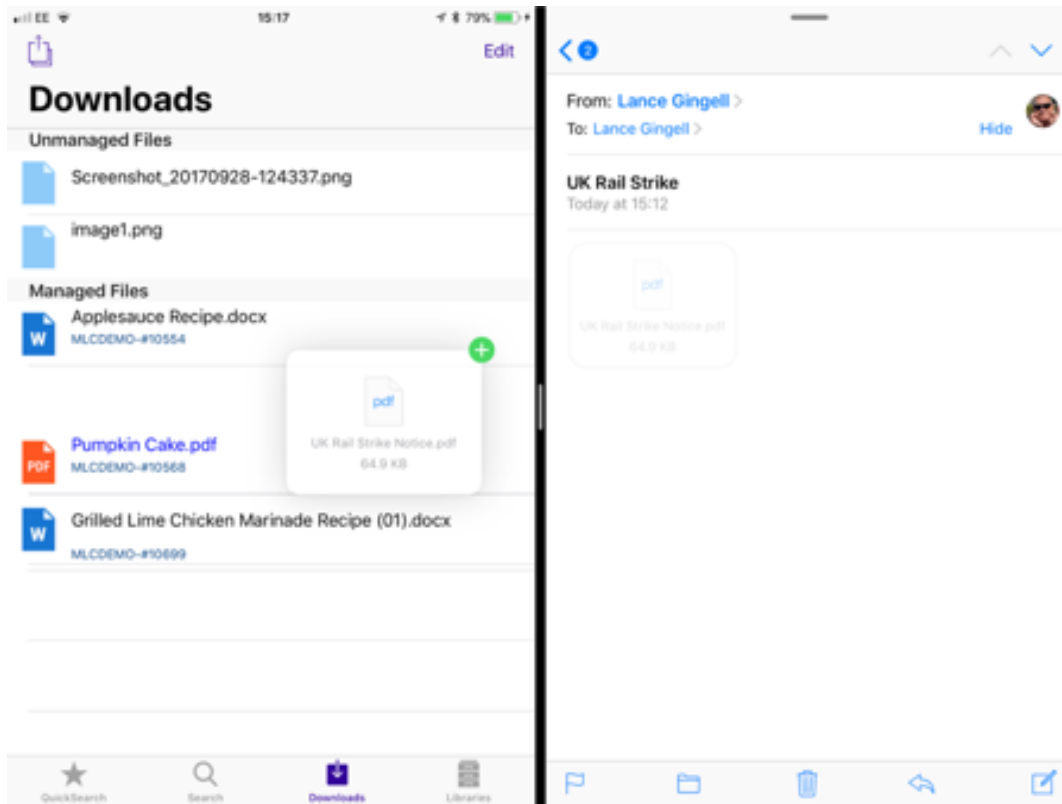 EE
15:17
79%
Edit
Downloads
Unmanaged Files
Screenshot_20170928-124337.png
image1.png
Managed Files
W
Applesauce Recipe.docx
MLCDEMO-#10554
pdf
UK Rail Strike Notice.pdf
64.9 KB
PDF
Pumpkin Cake.pdf
MLCDEMO-#10568
W
Grilled Lime Chicken Marinade Recipe (01).docx
MLCDEMO-#10699
QuickSearch
Search
Downloads
Libraries
2
From: Lance Gingell
To: Lance Gingell
Hide
UK Rail Strike
Today at 15:12
pdf
UK Rail Strike Notice.pdf
64.9 KB